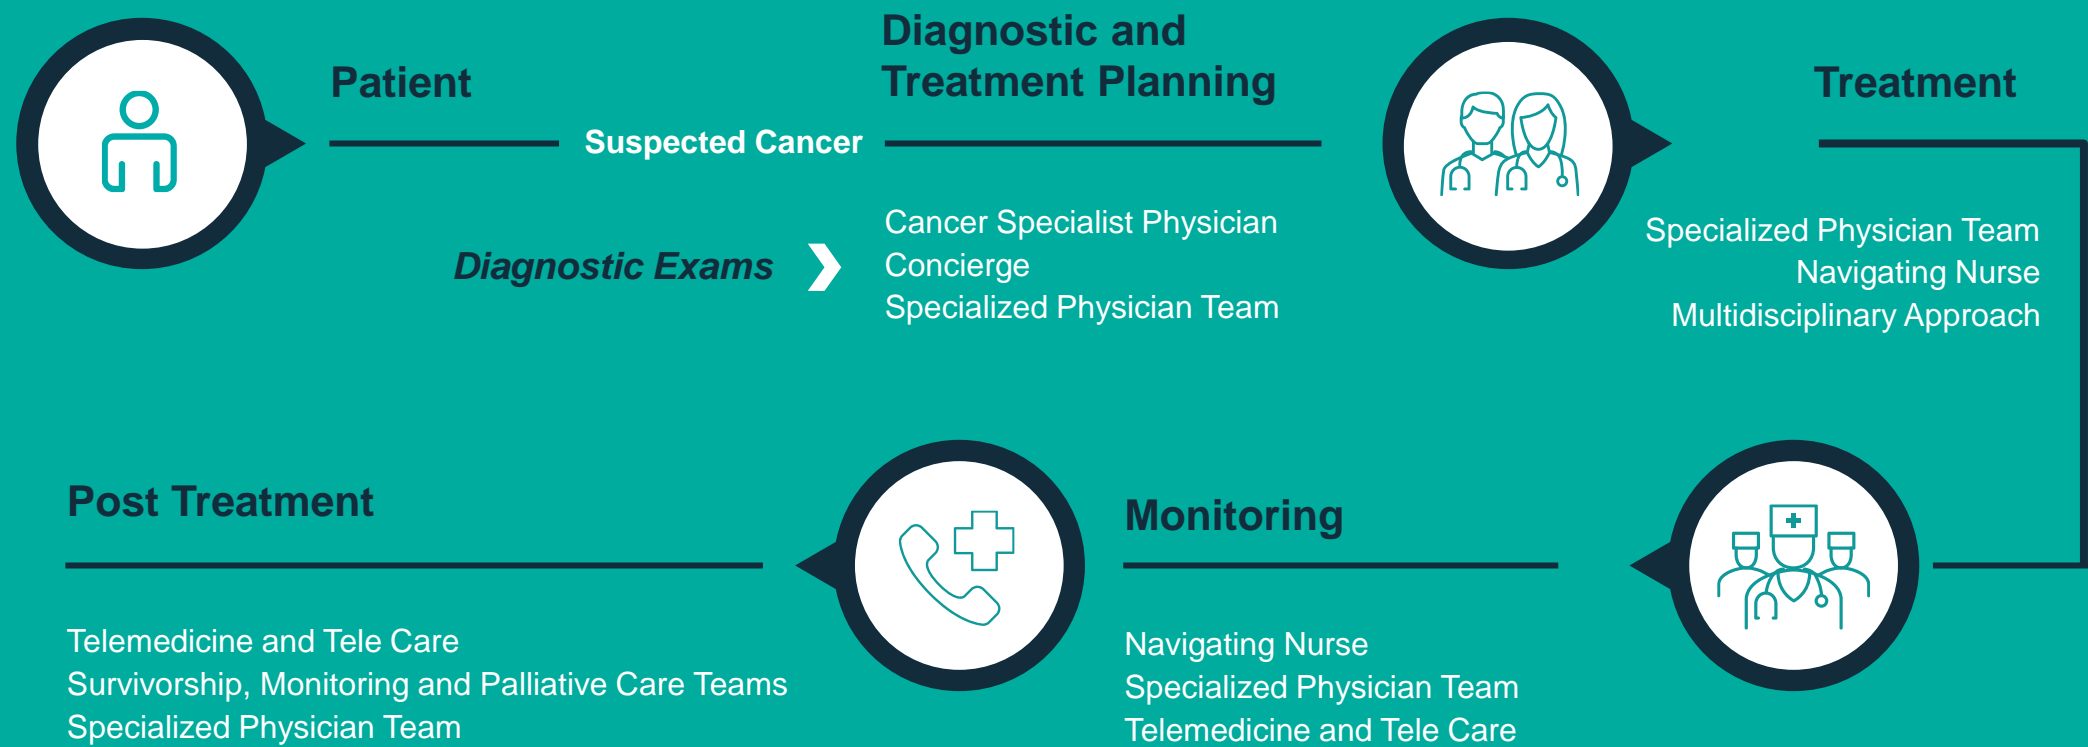 Patient
Suspected Cancer
Diagnostic Exams
Diagnostic and
Treatment Planning
Cancer Specialist Physician
Concierge
Specialized Physician Team
Treatment
Specialized Physician Team
Navigating Nurse
Multidisciplinary Approach
Monitoring
Navigating Nurse
Specialized Physician Team
Telemedicine and Tele Care
Post Treatment
Telemedicine and Tele Care
Survivorship, Monitoring and Palliative Care Teams
Specialized Physician Team